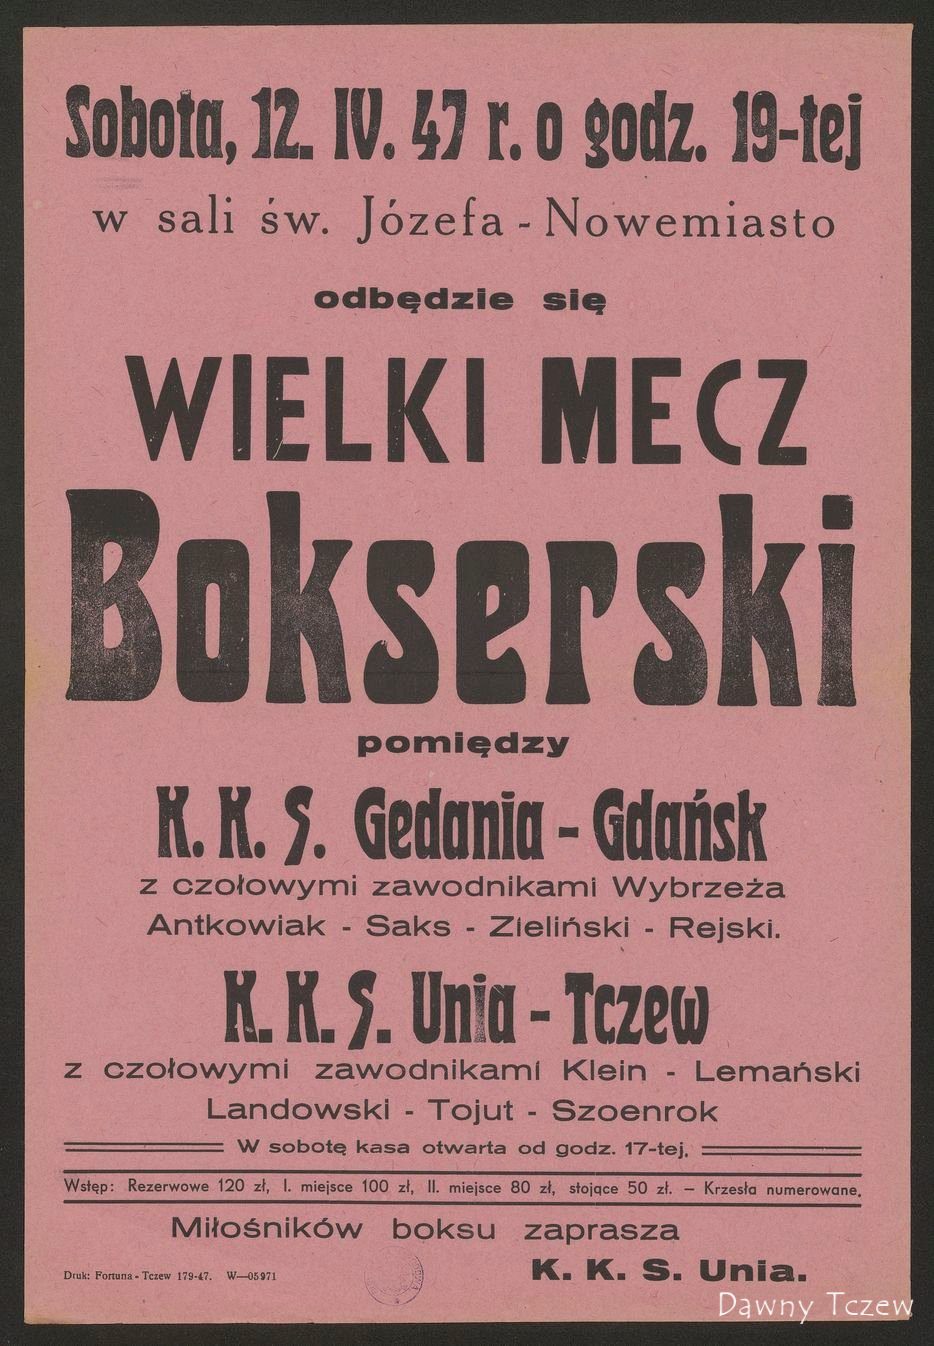 Sobota, 12. IV. 47 r. o godz. 19-tej
w sali św. Józefa - Nowemiasto
odbędzie się
WIELKI MECZ
Bokserski
pomiędzy
K. K. S. Gedania - Gdańsk
z czołowymi zawodnikami Wybrzeża
Antkowiak - Saks - Zieliński - Rejski.
K. K. S. Unia - Tczew
z czołowymi zawodnikami Klein - Lemański
Landowski - Tojut - Szoenrok
W sobotę kasa otwarta od godz. 17-tej.
Wstęp: Rezerwowe 120 zł, I. miejsce 100 zł, II. miejsce 80 zł, stojące 50 zł. — Krzesła numerowane.
Miłośników boksu zaprasza
K. K. S. Unia.
Druk: Fortuna - Tczew 179-47. W—05971
Dawny Tczew